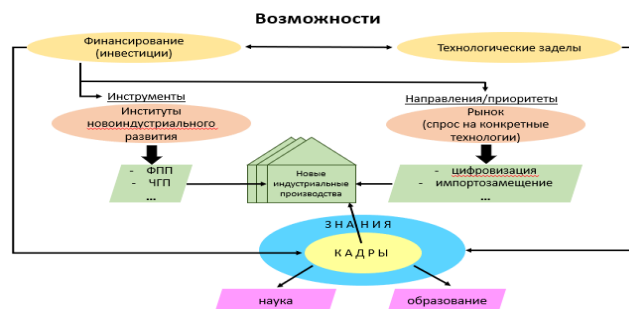 Возможности
Финансирование
(инвестиции)
Технологические заделы
Инструменты
Направления/приоритеты
Институты
новоиндустриального
развития
Рынок
(спрос на конкретные
технологии)
- ФПП
- ЧГП
...
Новые
индустриальные
производства
- цифровизация
- импортозамещение
...
ЗНАНИЯ
КАДРЫ
наука
образование